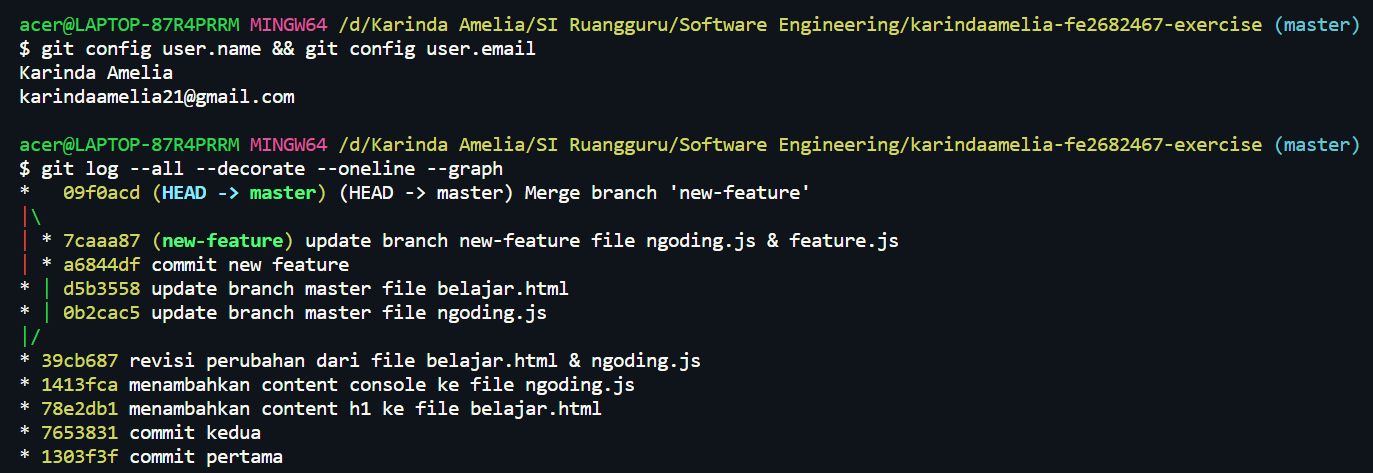 acer@LAPTOP-87R4PRRM MINGW64 /d/Karinda Amelia/SI Ruangguru/Software Engineering/karindaamelia-fe2682467-exercise (master)
$ git config user.name && git config user.email
Karinda Amelia
karindaamelia21@gmail.com

acer@LAPTOP-87R4PRRM MINGW64 /d/Karinda Amelia/SI Ruangguru/Software Engineering/karindaamelia-fe2682467-exercise (master)
$ git log --all --decorate --oneline --graph
*   09f0acd (HEAD -> master) (HEAD -> master) Merge branch 'new-feature'
|\
| * 7caaa87 (new-feature) update branch new-feature file ngoding.js & feature.js
| * a6844df commit new feature
* | d5b3558 update branch master file belajar.html
* | 0b2cac5 update branch master file ngoding.js
|/
* 39cb687 revisi perubahan dari file belajar.html & ngoding.js
* 1413fca menambahkan content console ke file ngoding.js
* 78e2db1 menambahkan content h1 ke file belajar.html
* 7653831 commit kedua
* 1303f3f commit pertama